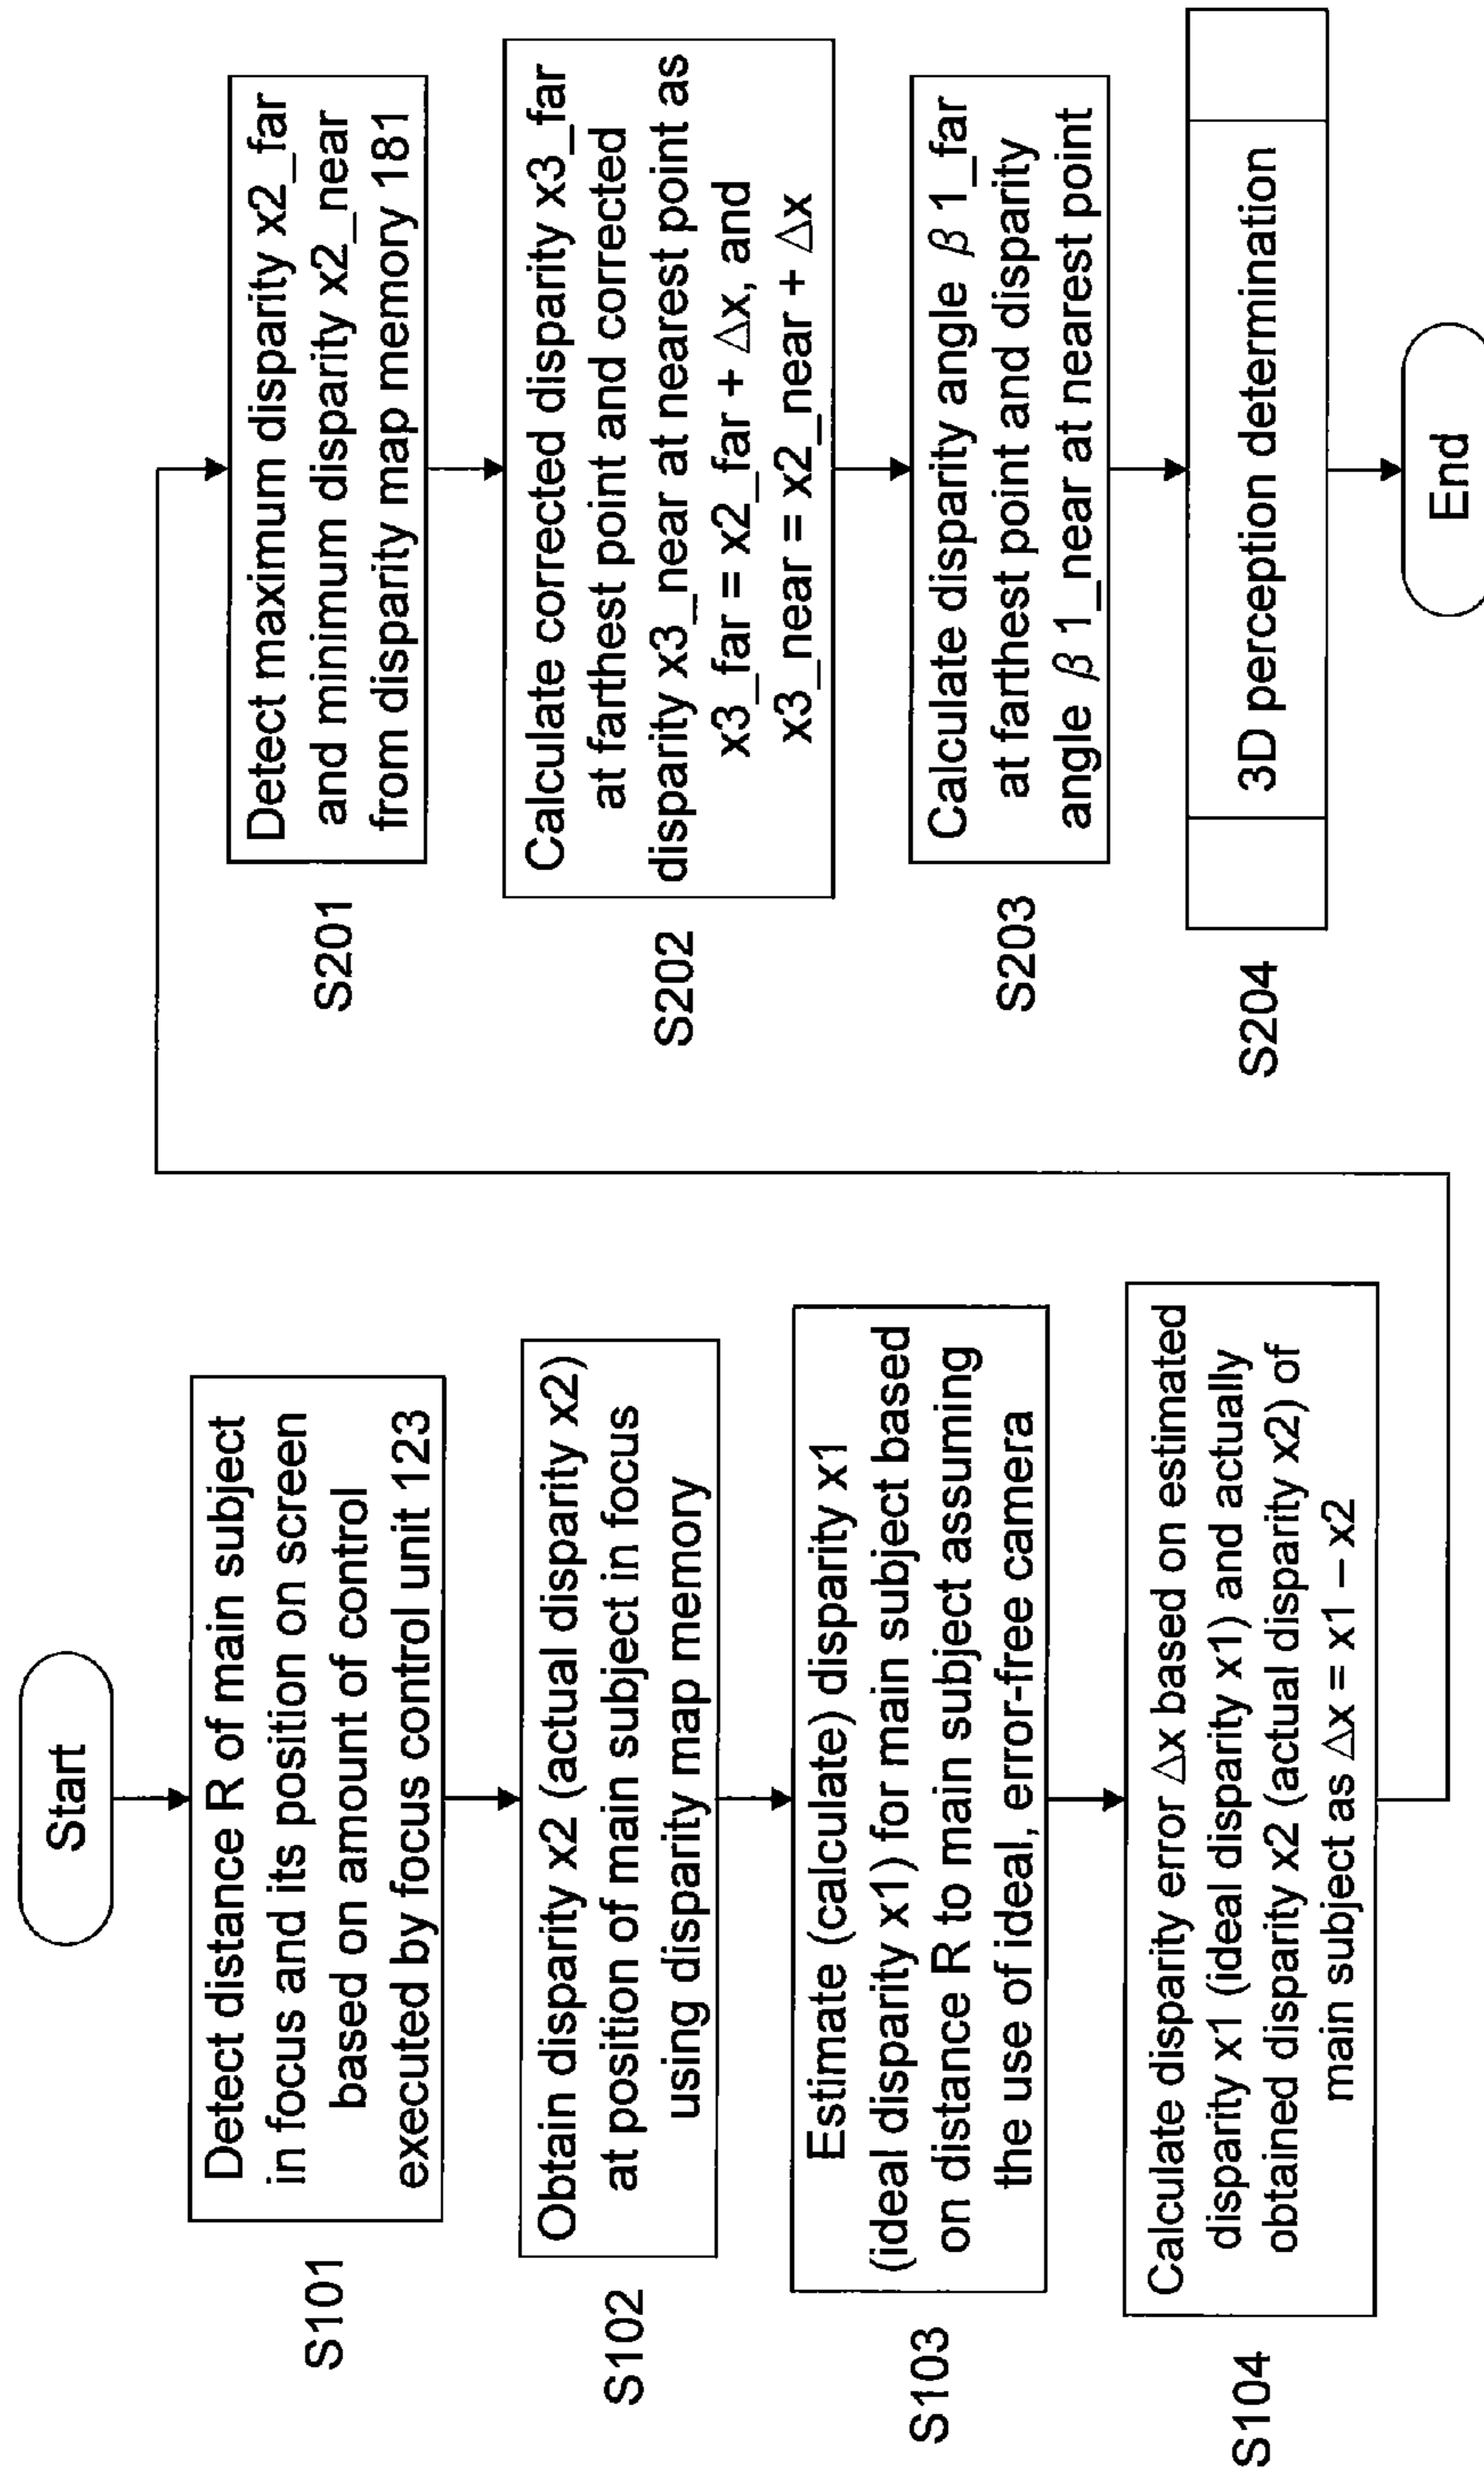 Start
S101
Detect distance R of main subject
in focus and its position on screen
based on amount of control
executed by focus control unit 123
S102
Obtain disparity x2 (actual disparity x2)
at position of main subject in focus
using disparity map memory
S103
Estimate (calculate) disparity x1
(ideal disparity x1) for main subject based
on distance R to main subject assuming
the use of ideal, error-free camera
S104
Calculate disparity error △x based on estimated
disparity x1 (ideal disparity x1) and actually
obtained disparity x2 (actual disparity x2) of
main subject as △x = x1 – x2
S201
Detect maximum disparity x2_far
and minimum disparity x2_near
from disparity map memory 181
S202
Calculate corrected disparity x3_far
at farthest point and corrected
disparity x3_near at nearest point as
x3_far = x2_far + △x, and
x3_near = x2_near + △x
S203
Calculate disparity angle β 1_far
at farthest point and disparity
angle β 1_near at nearest point
S204
3D perception determination
End